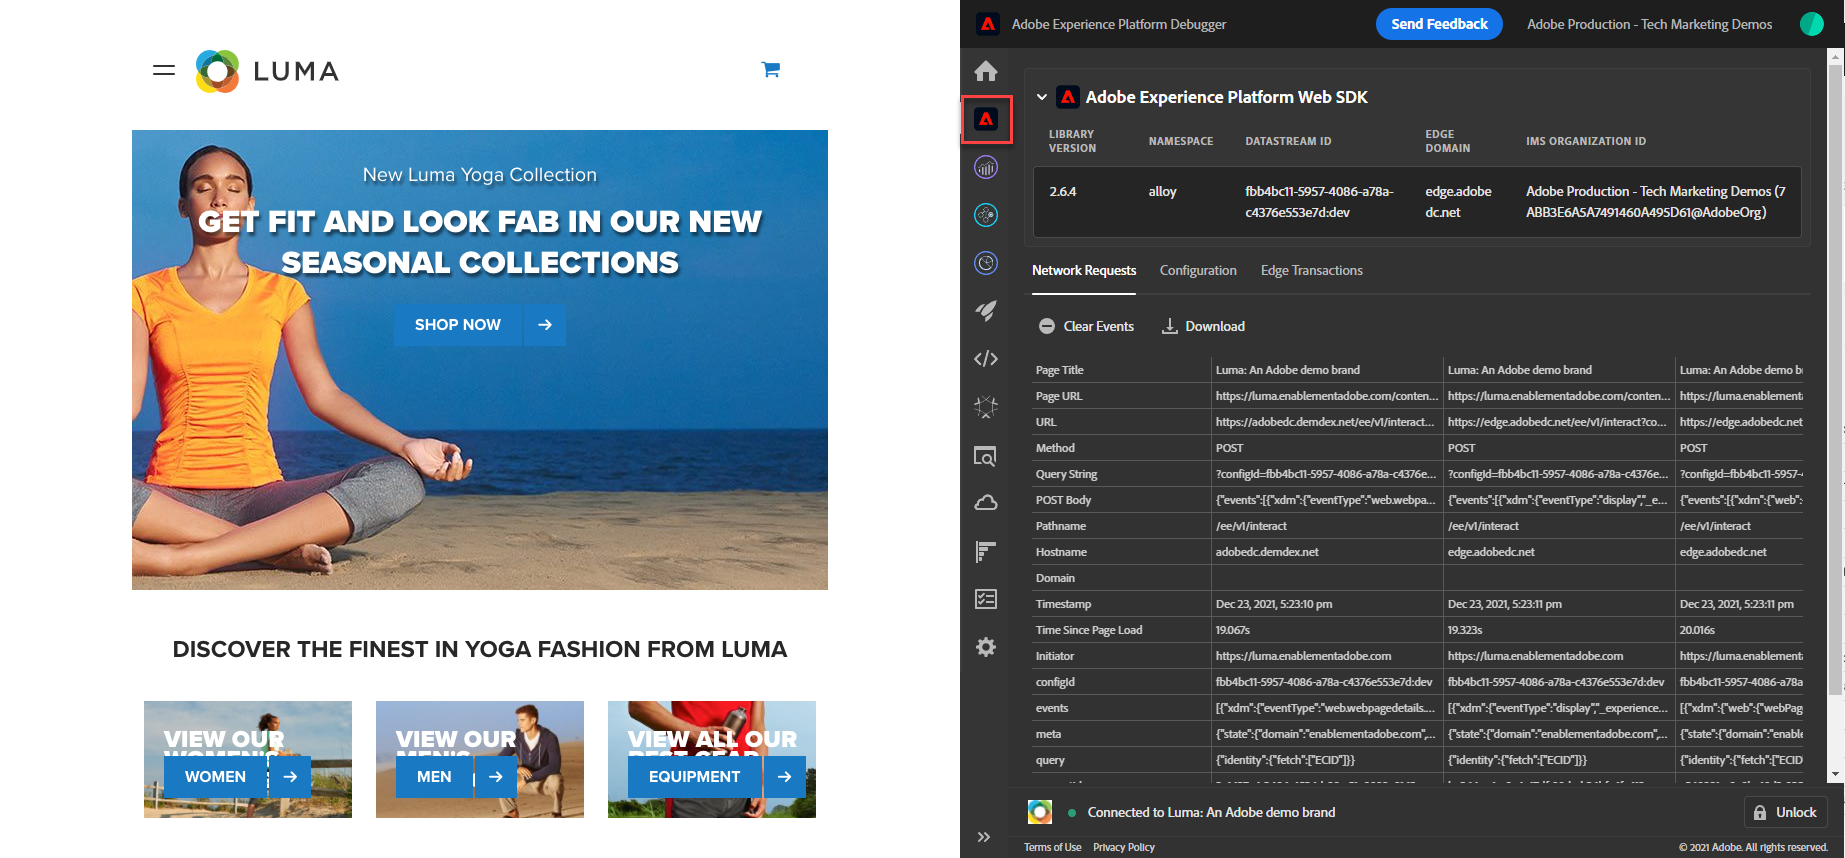 LUMA
New Luma Yoga Collection
GET FIT AND LOOK FAB IN OUR NEW
SEASONAL COLLECTIONS
SHOP NOW
DISCOVER THE FINEST IN YOGA FASHION FROM LUMA
VIEW OUR
WOMEN'S
WOMEN
VIEW OUR
MEN'S
MEN
VIEW ALL OUR
BEST GEAR
EQUIPMENT
Adobe Experience Platform Debugger
Send Feedback
Adobe Production - Tech Marketing Demos
Adobe Experience Platform Web SDK
LIBRARY VERSION NAMESPACE DATASTREAM ID EDGE DOMAIN IMS ORGANIZATION ID
2.6.4 alloy fbb4bc11-5957-4086-a78a- edge.adobe Adobe Production - Tech Marketing Demos (7
c4376e553e7d:dev dc.net ABB3E6A5A7491460A495D61@AdobeOrg)
Network Requests Configuration Edge Transactions
Clear Events Download
Page Title Luma: An Adobe demo brand Luma: An Adobe demo brand Luma: An Adobe demo br
Page URL https://luma.enablementadobe.com/conten... https://luma.enablementadobe.com/conten... https://luma.enablementa
URL https://adobedc.demdex.net/ee/v1/interact... https://edge.adobedc.net/ee/v1/interact?co... https://edge.adobedc.net
Method POST POST POST
Query String ?configId=fbb4bc11-5957-4086-a78a-c4376e... ?configId=fbb4bc11-5957-4086-a78a-c4376e... ?configId=fbb4bc11-5957-4
POST Body {"events":[{"xdm":{"eventType":"web.webpa... {"events":[{"xdm":{"eventType":"display","_e... {"events":[{"xdm":{"web":
Pathname /ee/v1/interact /ee/v1/interact /ee/v1/interact
Hostname adobedc.demdex.net edge.adobedc.net edge.adobedc.net
Domain
Timestamp Dec 23, 2021, 5:23:10 pm Dec 23, 2021, 5:23:11 pm Dec 23, 2021, 5:23:11 pm
Time Since Page Load 19.067s 19.323s 20.016s
Initiator https://luma.enablementadobe.com https://luma.enablementadobe.com https://luma.enablementa
configId fbb4bc11-5957-4086-a78a-c4376e553e7d:dev fbb4bc11-5957-4086-a78a-c4376e553e7d:dev fbb4bc11-5957-4086-a78a
events [{"xdm":{"eventType":"web.webpagedetails.... [{"xdm":{"eventType":"display","_experience... [{"xdm":{"web":{"webPag
meta {"state":{"domain":"enablementadobe.com",... {"state":{"domain":"enablementadobe.com",... {"state":{"domain":"enable
query {"identity":{"fetch":["ECID"]}} {"identity":{"fetch":["ECID"]}} {"identity":{"fetch":["ECID"
Connected to Luma: An Adobe demo brand
Unlock
Terms of Use Privacy Policy
© 2021 Adobe. All rights reserved.